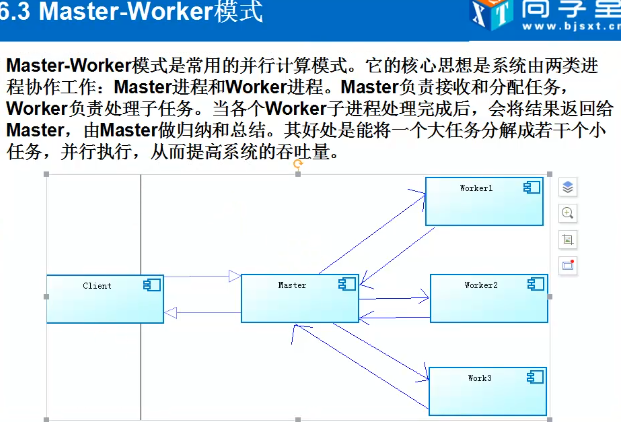 6.3 Master-Worker模式
www.bjsxt.c
Master-Worker模式是常用的并行计算模式。它的核心思想是系统由两类进
程协作工作：Master进程和Worker进程。Master负责接收和分配任务，
Worker负责处理子任务。当各个Worker子进程处理完成后，会将结果返回给
Master，由Master做归纳和总结。其好处是能将一个大任务分解成若干个小
任务，并行执行，从而提高系统的吞吐量。
Worker1
Client
Master
Worker2
Work3